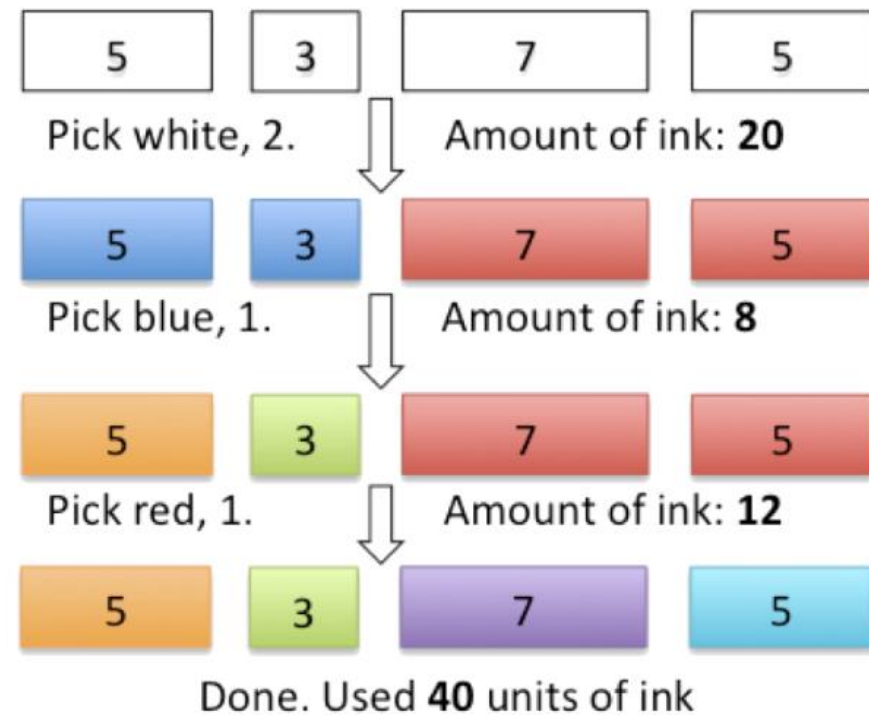 5 3 7 5
Pick white, 2. Amount of ink: 20
5 3 7 5
Pick blue, 1. Amount of ink: 8
5 3 7 5
Pick red, 1. Amount of ink: 12
5 3 7 5
Done. Used 40 units of ink